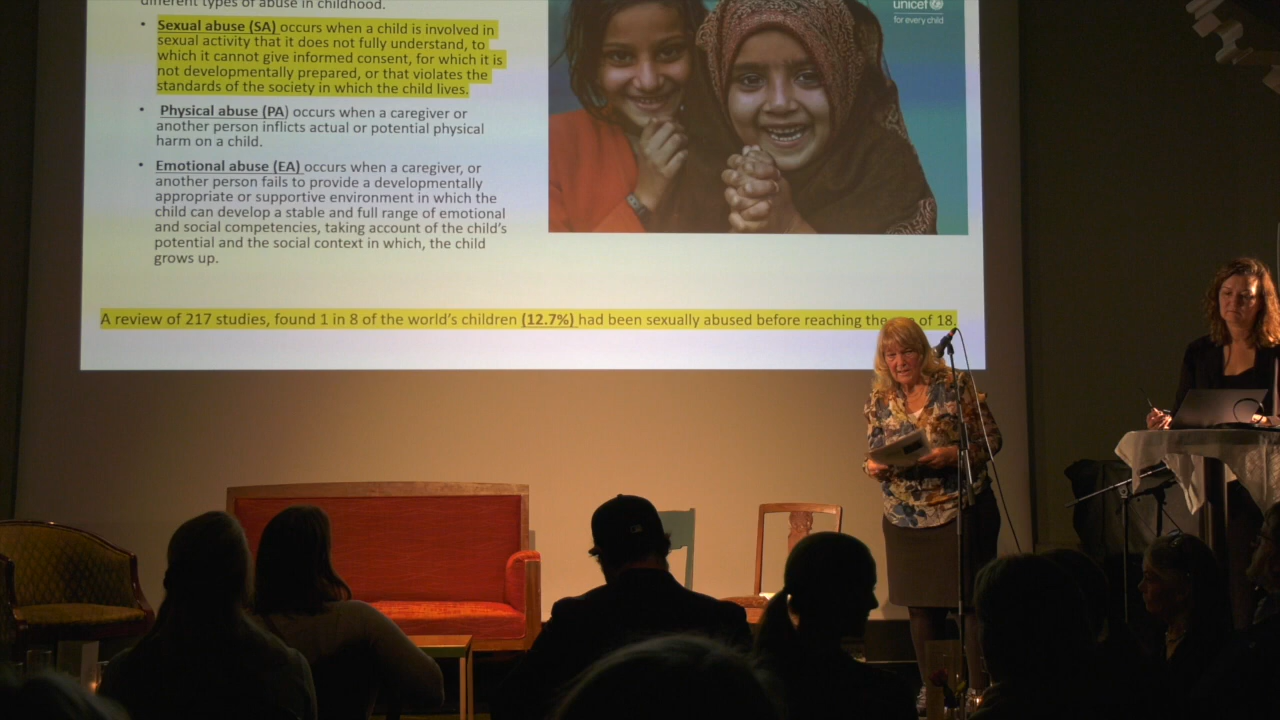 different types of abuse in childhood.
• Sexual abuse (SA) occurs when a child is involved in
sexual activity that it does not fully understand, to
which it cannot give informed consent, for which it is
not developmentally prepared, or that violates the
standards of the society in which the child lives.
• Physical abuse (PA) occurs when a caregiver or
another person inflicts actual or potential physical
harm on a child.
• Emotional abuse (EA) occurs when a caregiver, or
another person fails to provide a developmentally
appropriate or supportive environment in which the
child can develop a stable and full range of emotional
and social competencies, taking account of the child's
potential and the social context in which, the child
grows up.
unicef
for every child
A review of 217 studies, found 1 in 8 of the world's children (12.7%) had been sexually abused before reaching the of 18.